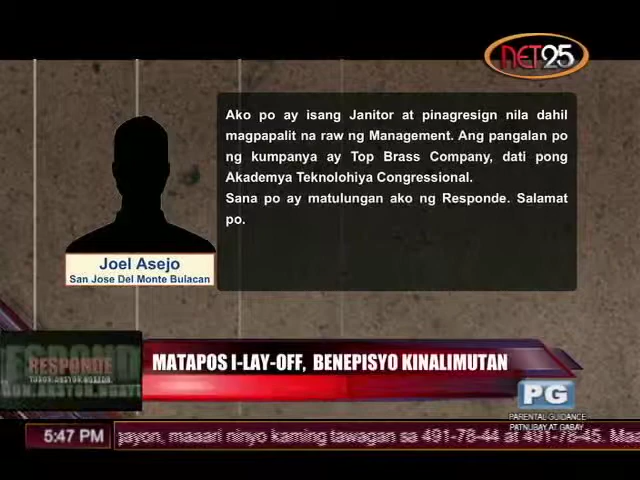 NET25
Ako po ay isang Janitor at pinagresign nila dahil
magpapalit na raw ng Management. Ang pangalan po
ng kumpanya ay Top Brass Company, dati pong
Akademya Teknolohiya Congressional.
Sana po ay matulungan ako ng Responde. Salamat
po.
Joel Asejo
San Jose Del Monte Bulacan
RESPONDE
MATAPOS I-LAY-OFF, BENEPISYO KINALIMUTAN
PG
PARENTAL GUIDANCE
PATNUBAY AT GABAY
5:47 PM
payon, maaari ninyo kaming tawagan sa 491-78-44 at 491-78-45. Maa